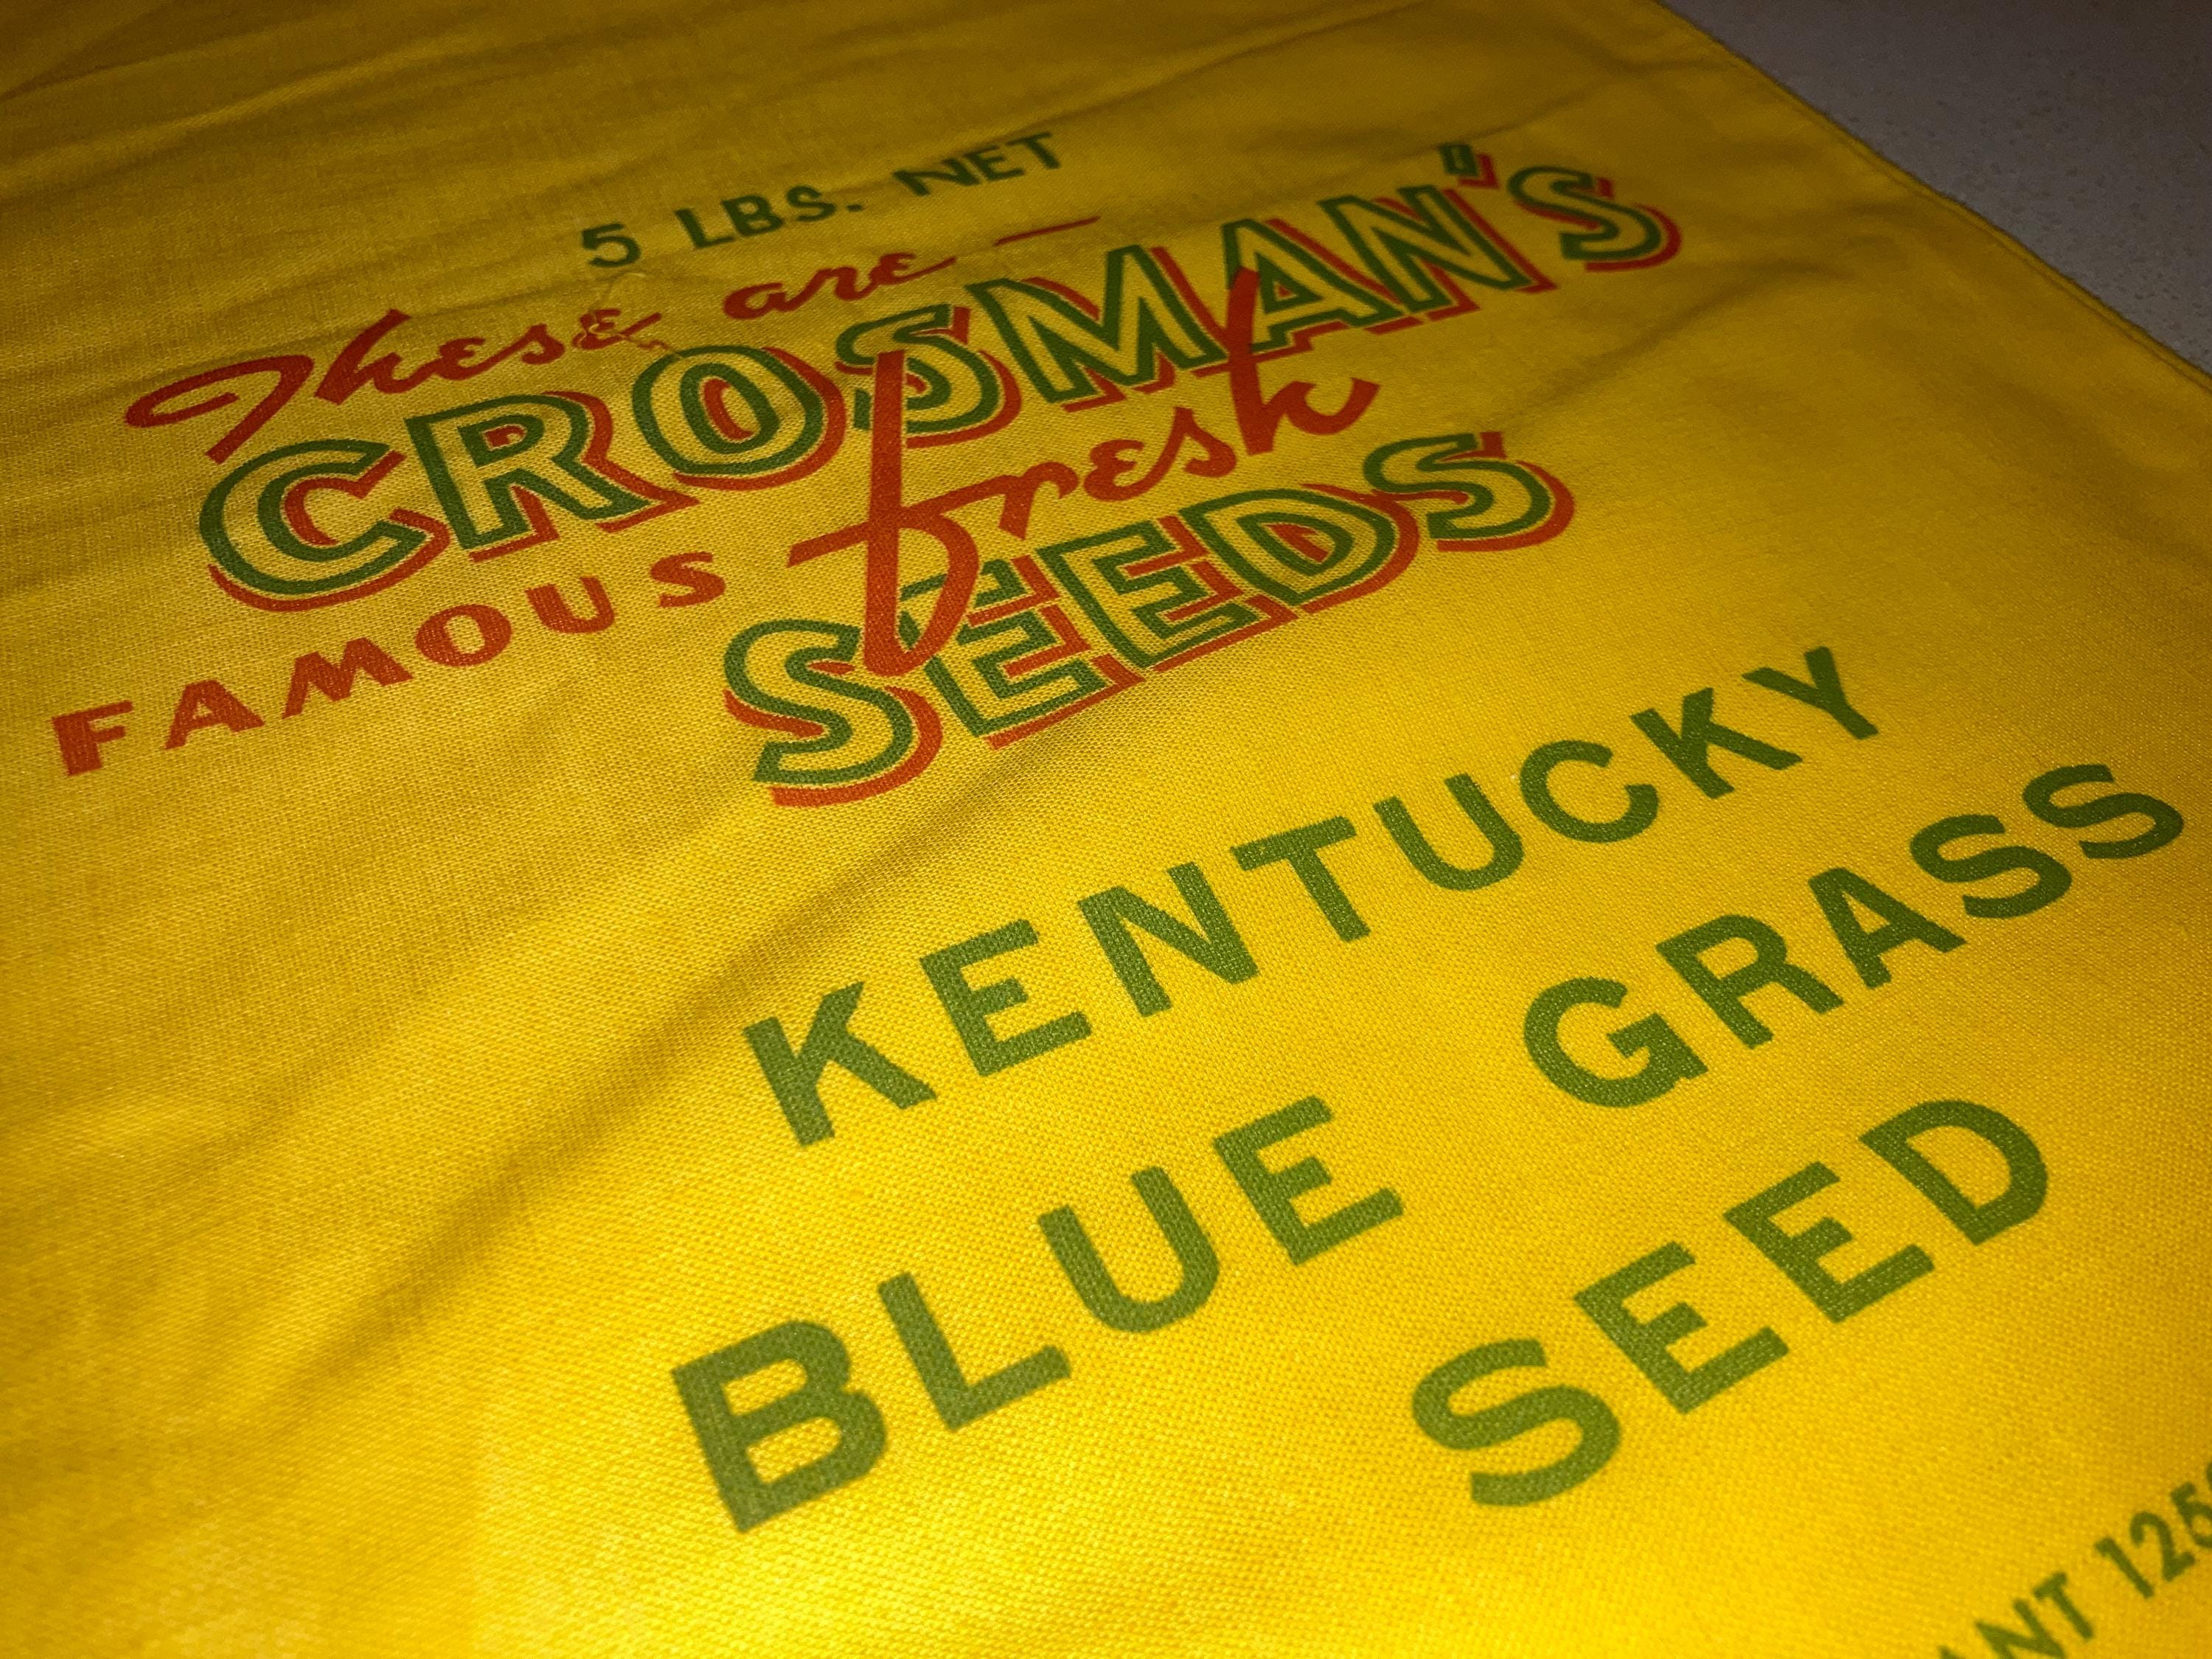 5 LBS. NET
These are —
CROSMAN'S
FAMOUS fresh
SEEDS
KENTUCKY
BLUE GRASS
SEED